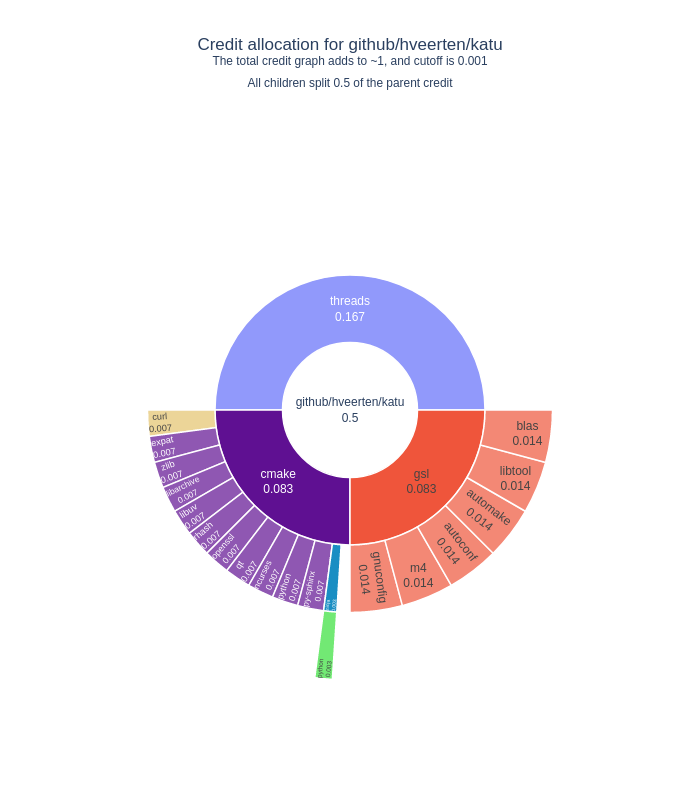 Credit allocation for github/hveerten/katu
The total credit graph adds to ~1, and cutoff is 0.001
All children split 0.5 of the parent credit
threads
0.167
github/hveerten/katu
0.5
cmake
0.083
gsl
0.083
blas
0.014
libtool
0.014
automake
0.014
autoconf
0.014
m4
0.014
gnuconfig
0.014
curl
0.007
expat
0.007
zlib
0.007
libarchive
0.007
libuv
0.007
rhash
0.007
openssl
0.007
qt
0.007
ncurses
0.007
python
0.007
py-sphinx
0.007
python
0.003